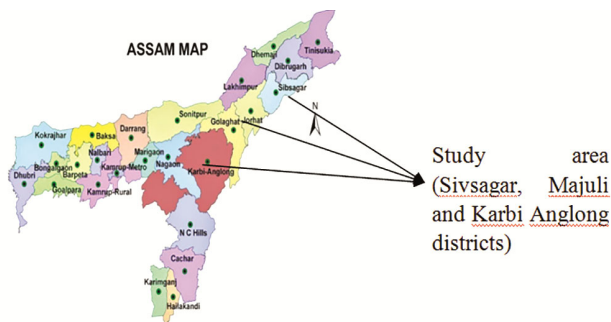 ASSAM MAP
Tinisukia
Dhemaji
Dibrugarh
Lakhimpur
Sibsagar
N
Sonitpur
Jorhat
Golaghat
Kokrajhar
Baksa
Darrang
Marigaon
Nagaon
Nalbari
Bongaigaon
Barpeta
Kamrup-Metro
Karbi-Anglong
Dhubri
Goalpara
Kamrup-Rural
N C Hills
Cachar
Karimganj
Hailakandi
Study area
(Sivsagar, Majuli
and Karbi Anglong
districts)